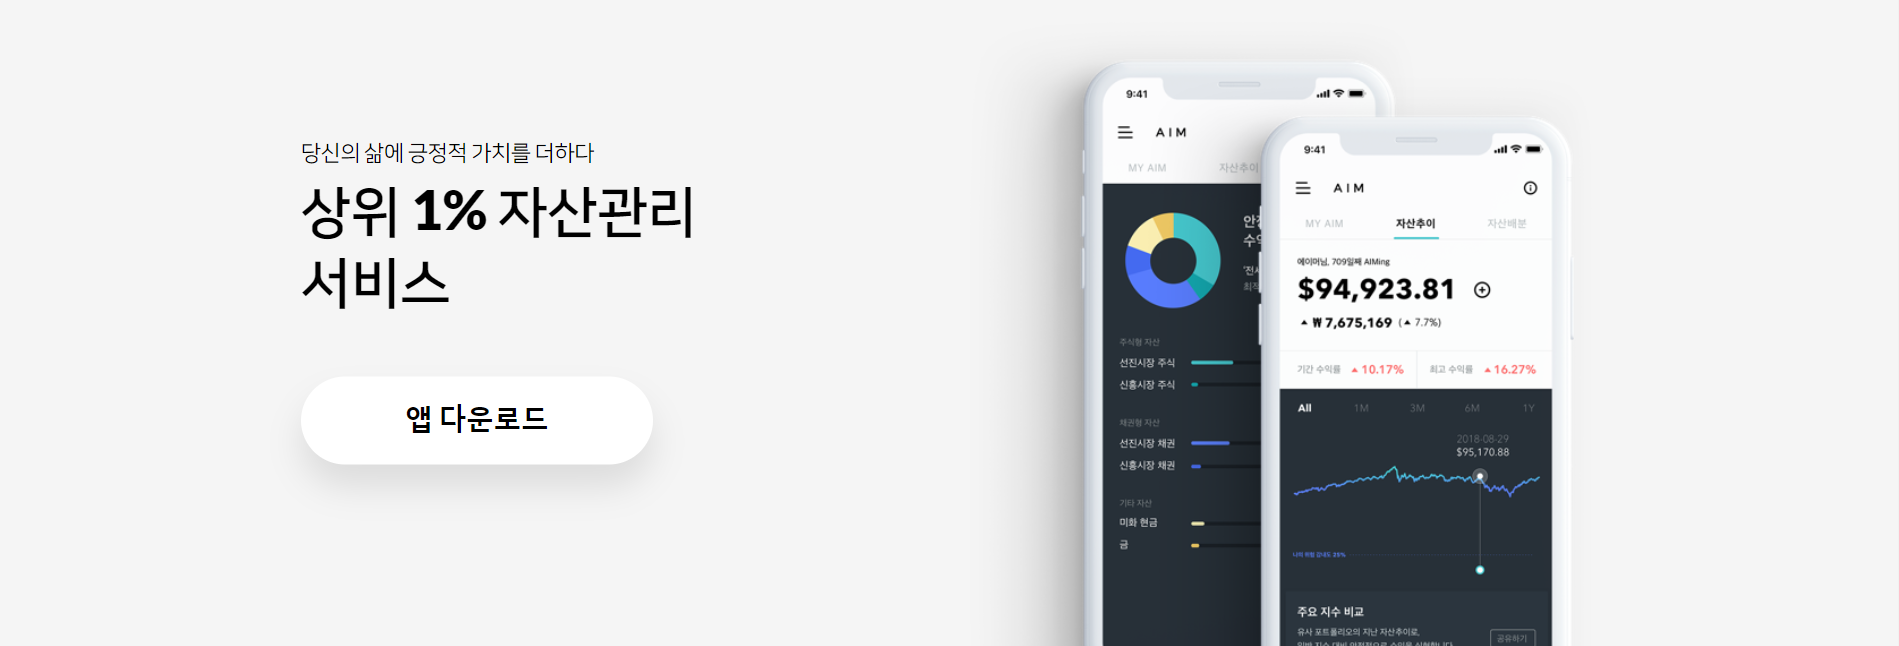 당신의 삶에 긍정적 가치를 더하다
상위 1% 자산관리
서비스
앱 다운로드
9:41
AIM
MY AIM 자산추이
주식형 자산
선진시장 주식
신흥시장 주식
채권형 자산
선진시장 채권
신흥시장 채권
기타 자산
미화 현금
금
9:41
AIM
MY AIM 자산추이 자산배분
에이머님, 709일째 AIMing
$94,923.81
▲ ₩ 7,675,169 (▲ 7.7%)
기간 수익률 ▲ 10.17% 최고 수익률 ▲ 16.27%
All 1M 3M 6M 1Y
2018-08-29
$95,170.88
나의 위험 감내도 35%
주요 지수 비교
유사 포트폴리오의 지난 자산추이로,
공유하기